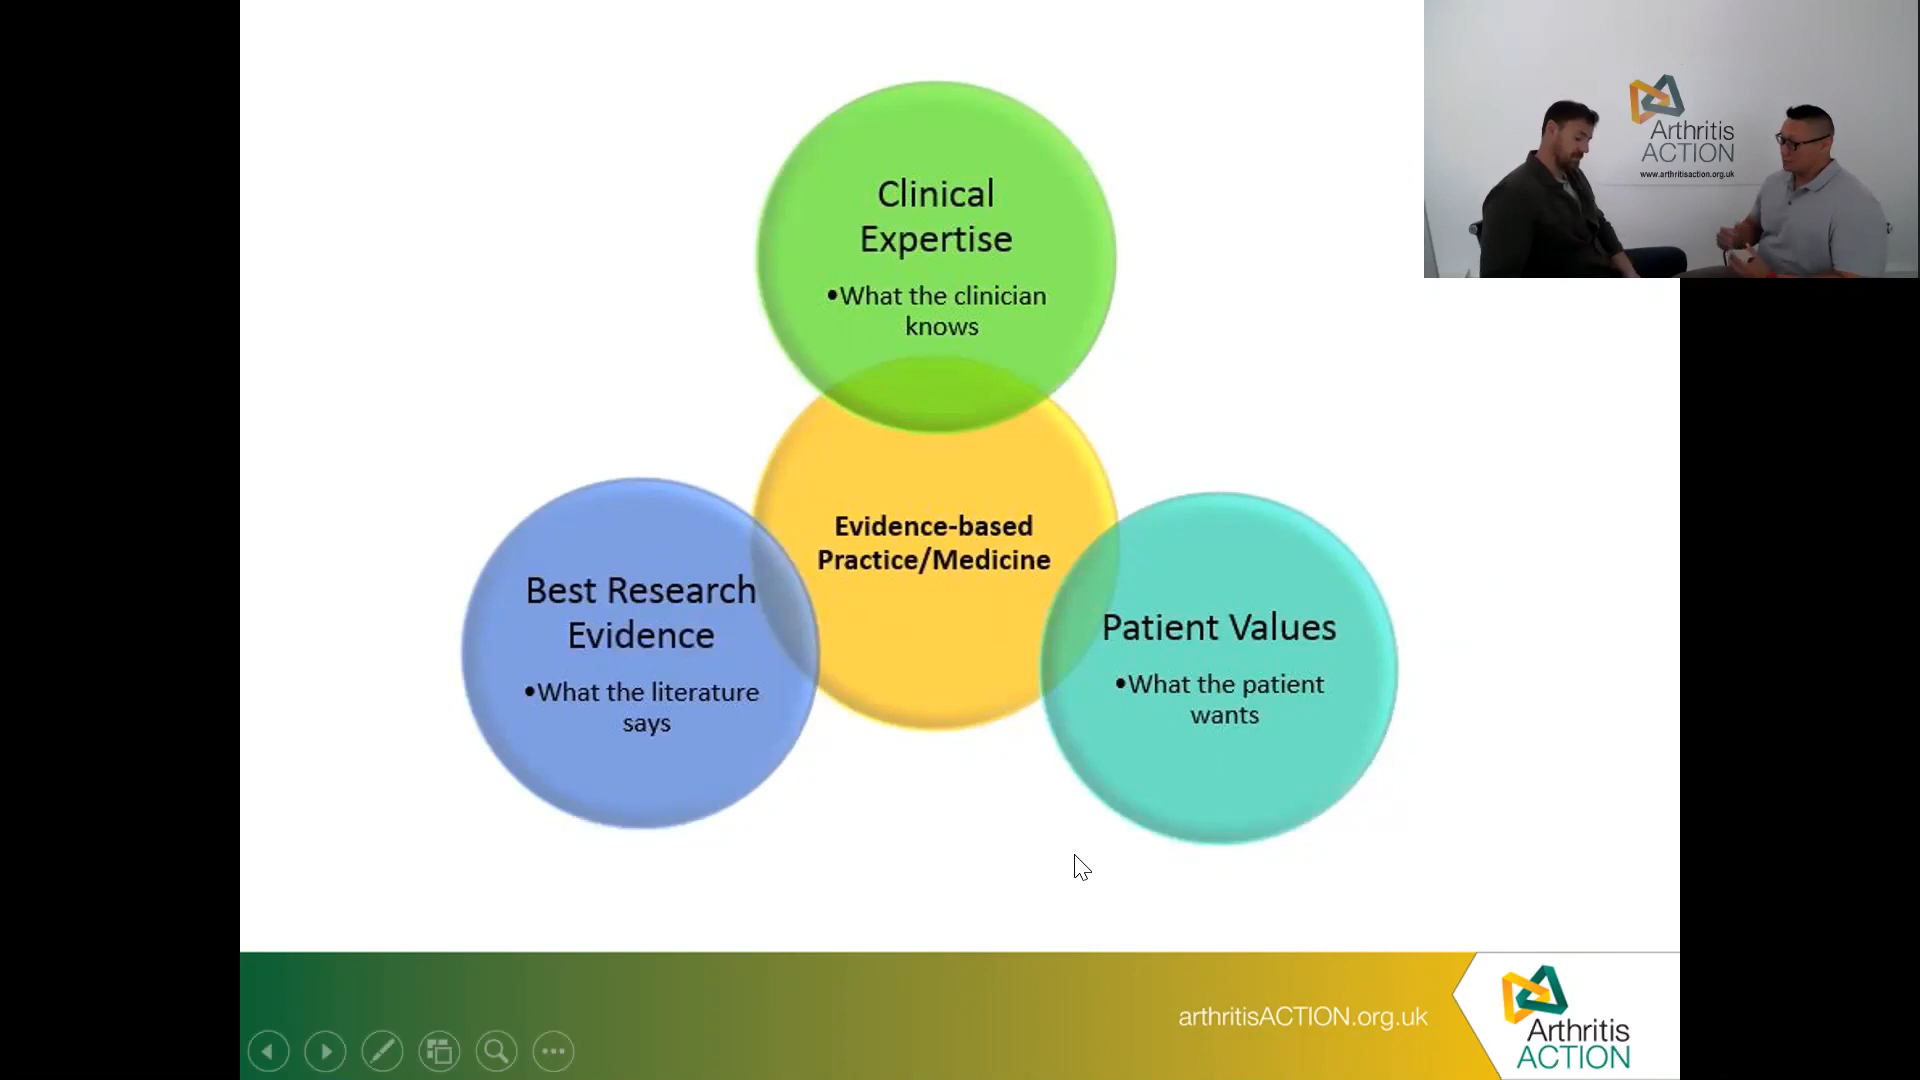 Clinical
Expertise
•What the clinician
knows
Evidence-based
Practice/Medicine
Best Research
Evidence
•What the literature
says
Patient Values
•What the patient
wants
Arthritis
ACTION
www.arthritisaction.org.uk
arthritisACTION.org.uk
Arthritis
ACTION